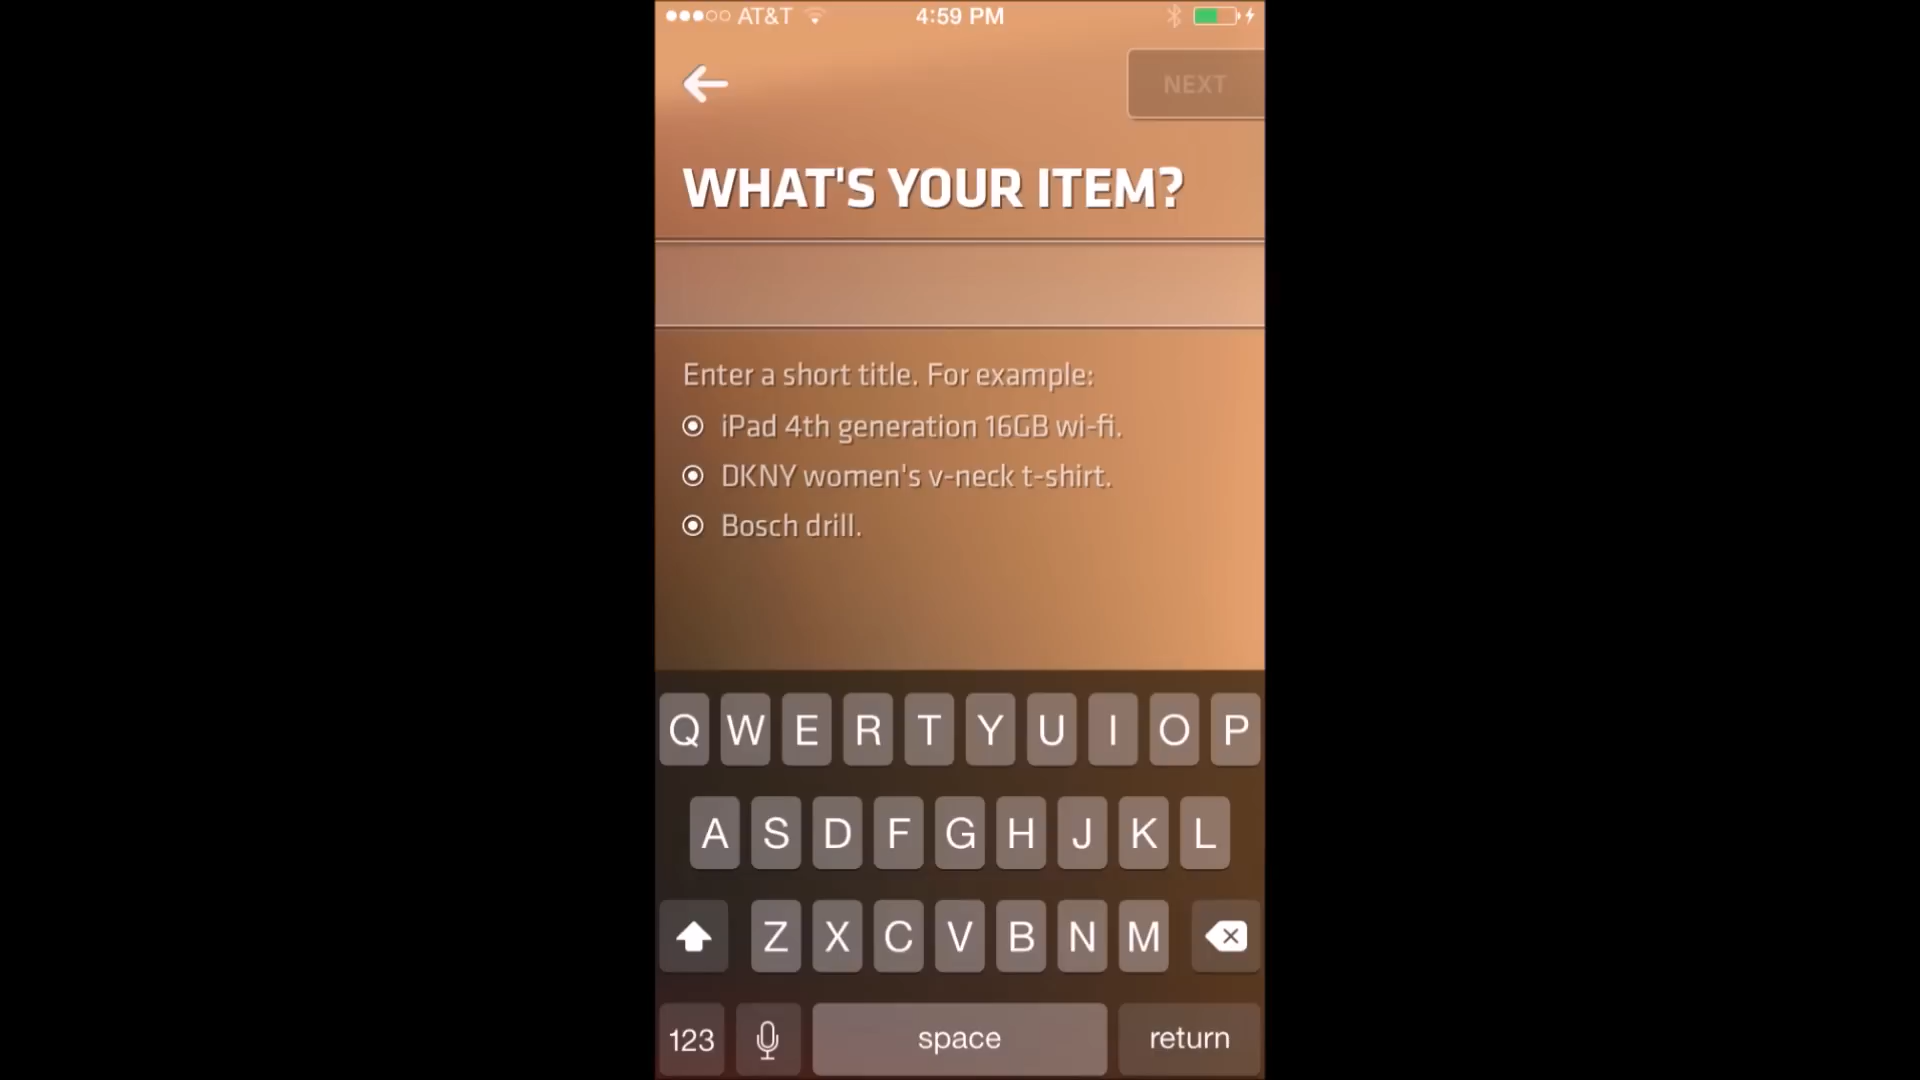 AT&T 4:59 PM
NEXT
WHAT'S YOUR ITEM?
Enter a short title. For example:
iPad 4th generation 16GB wi-fi.
DKNY women's v-neck t-shirt.
Bosch drill.
Q W E R T Y U I O P
A S D F G H J K L
Z X C V B N M
123 space return